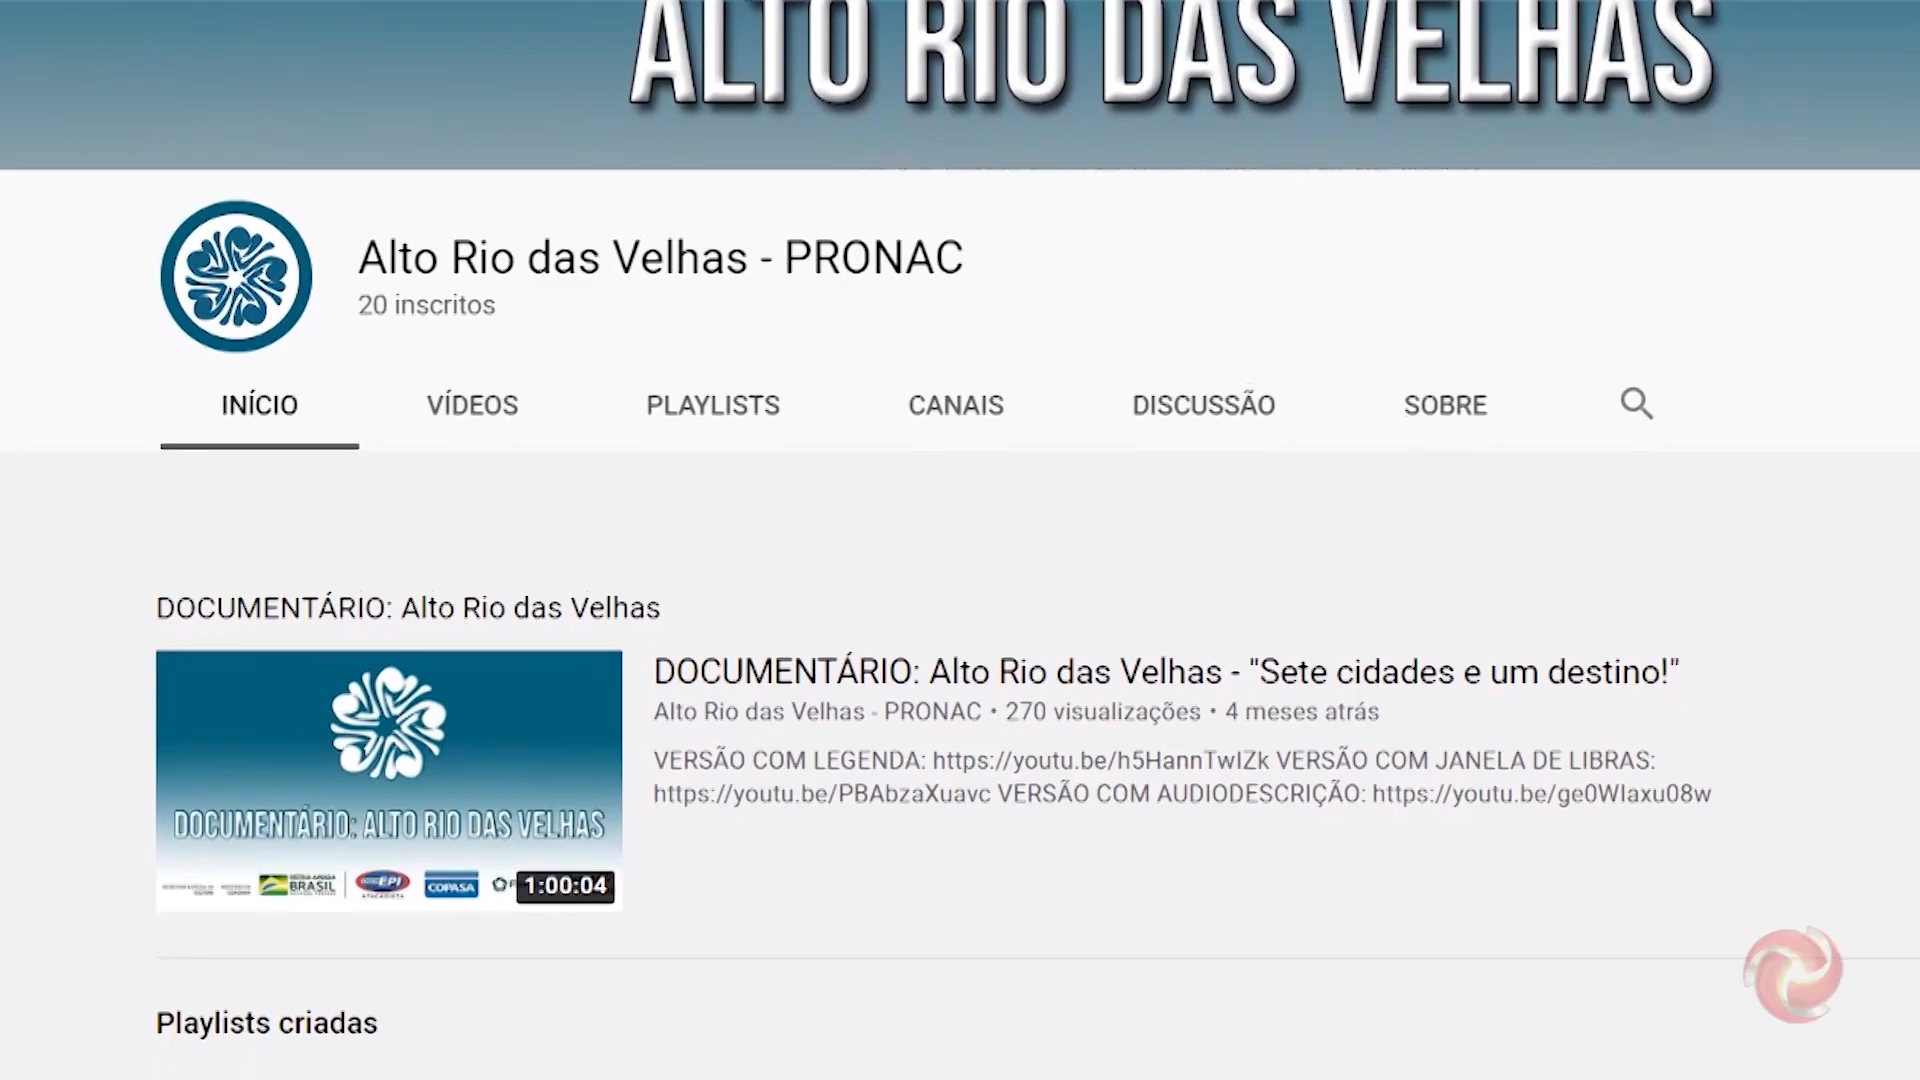 ALTO RIO DAS VELHAS
Alto Rio das Velhas - PRONAC
20 inscritos
INÍCIO VÍDEOS PLAYLISTS CANAIS DISCUSSÃO SOBRE
DOCUMENTÁRIO: Alto Rio das Velhas
DOCUMENTÁRIO: ALTO RIO DAS VELHAS
BRASIL
EPI
COPASA
1:00:04
DOCUMENTÁRIO: Alto Rio das Velhas - "Sete cidades e um destino!"
Alto Rio das Velhas - PRONAC • 270 visualizações • 4 meses atrás
VERSÃO COM LEGENDA: https://youtu.be/h5HannTwIZk VERSÃO COM JANELA DE LIBRAS:
https://youtu.be/PBAbzaXuavc VERSÃO COM AUDIODESCRIÇÃO: https://youtu.be/ge0WIaxu08w
Playlists criadas